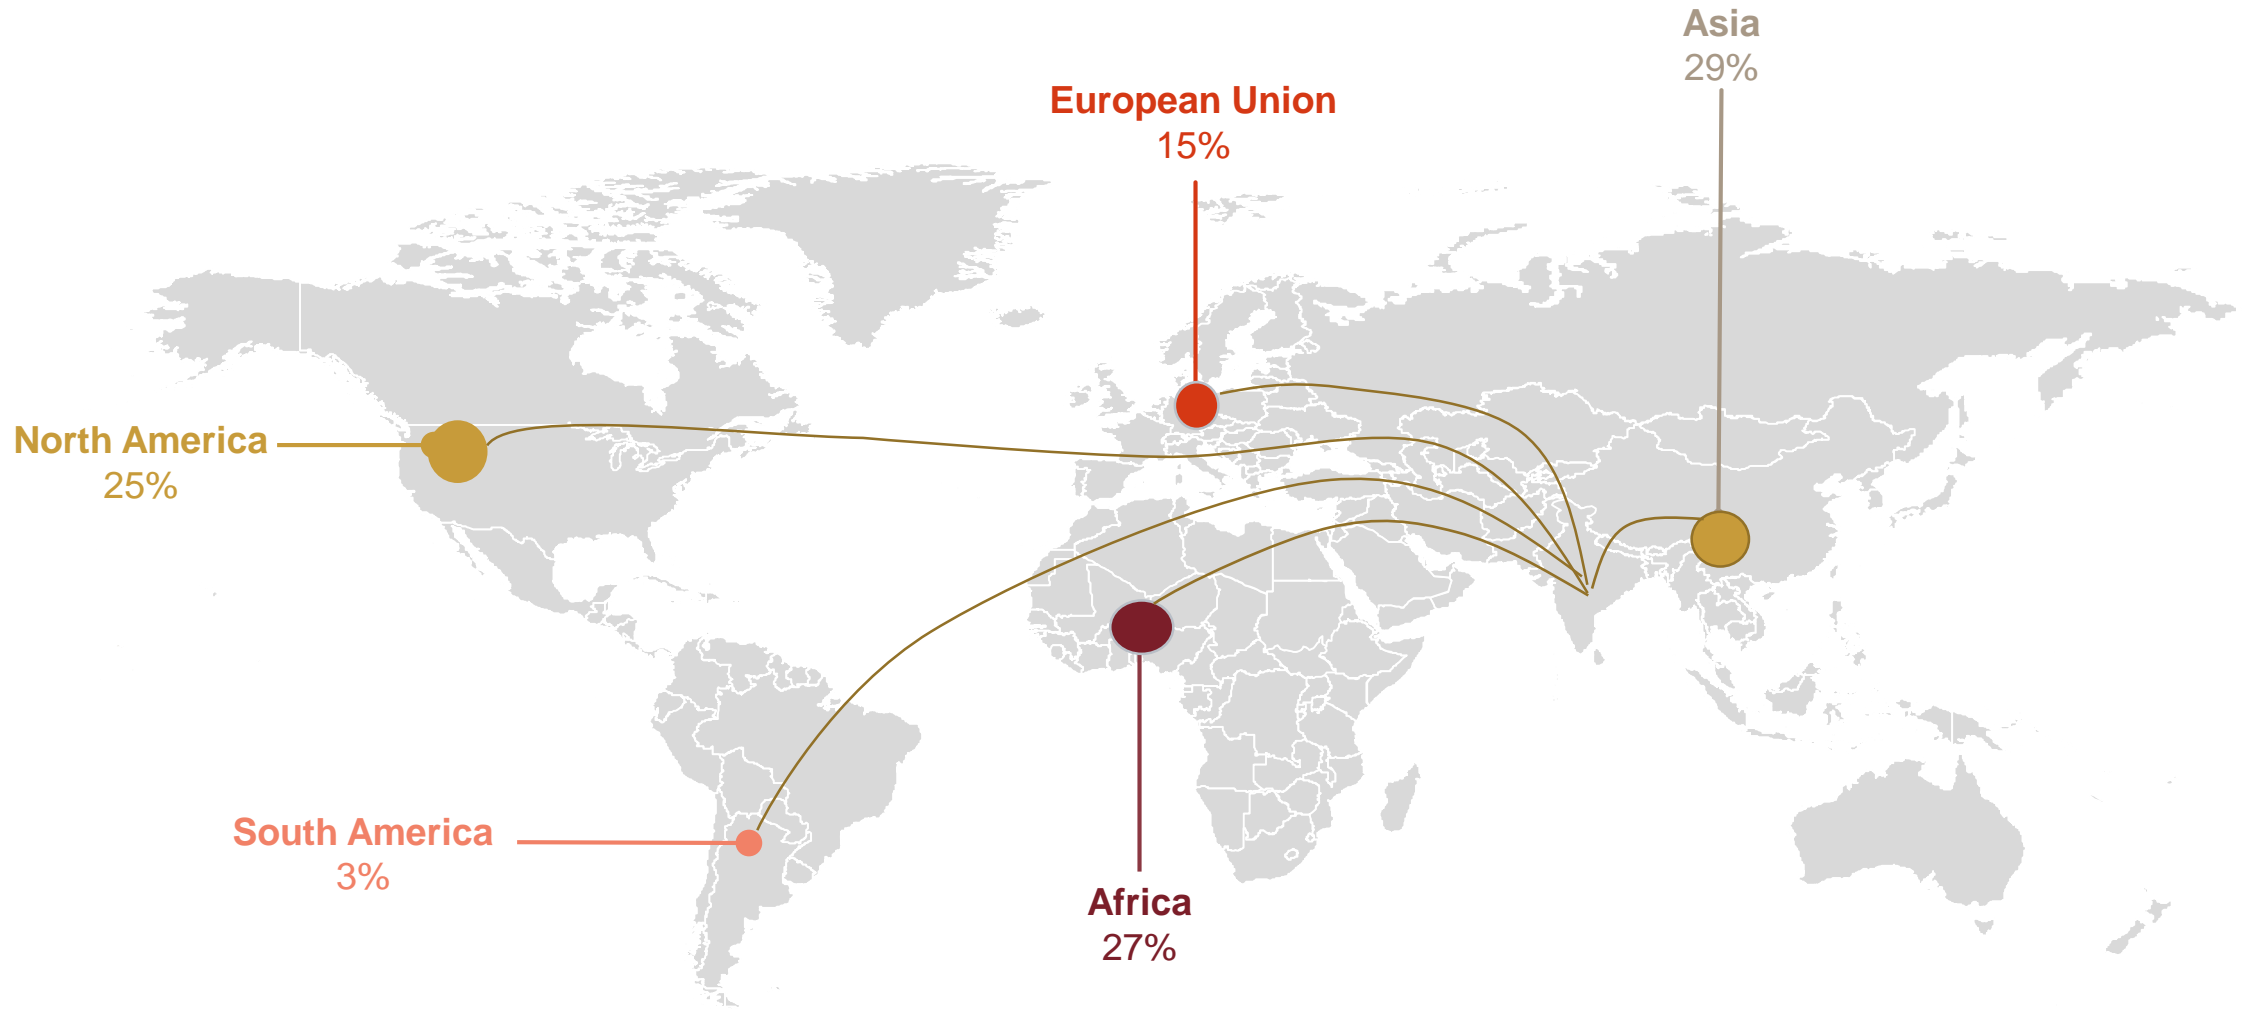 Asia
29%
European Union
15%
North America
25%
South America
3%
Africa
27%